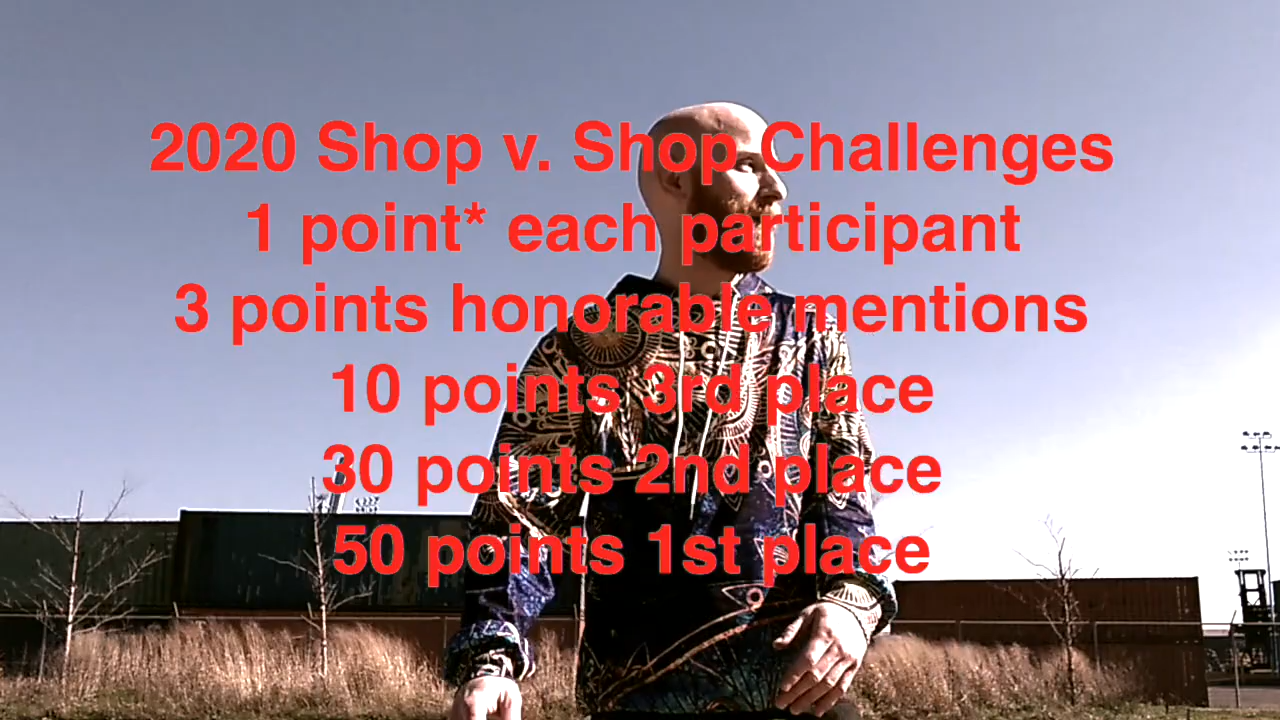 2020 Shop v. Shop Challenges
1 point* each participant
3 points honorable mentions
10 points 3rd place
30 points 2nd place
50 points 1st place